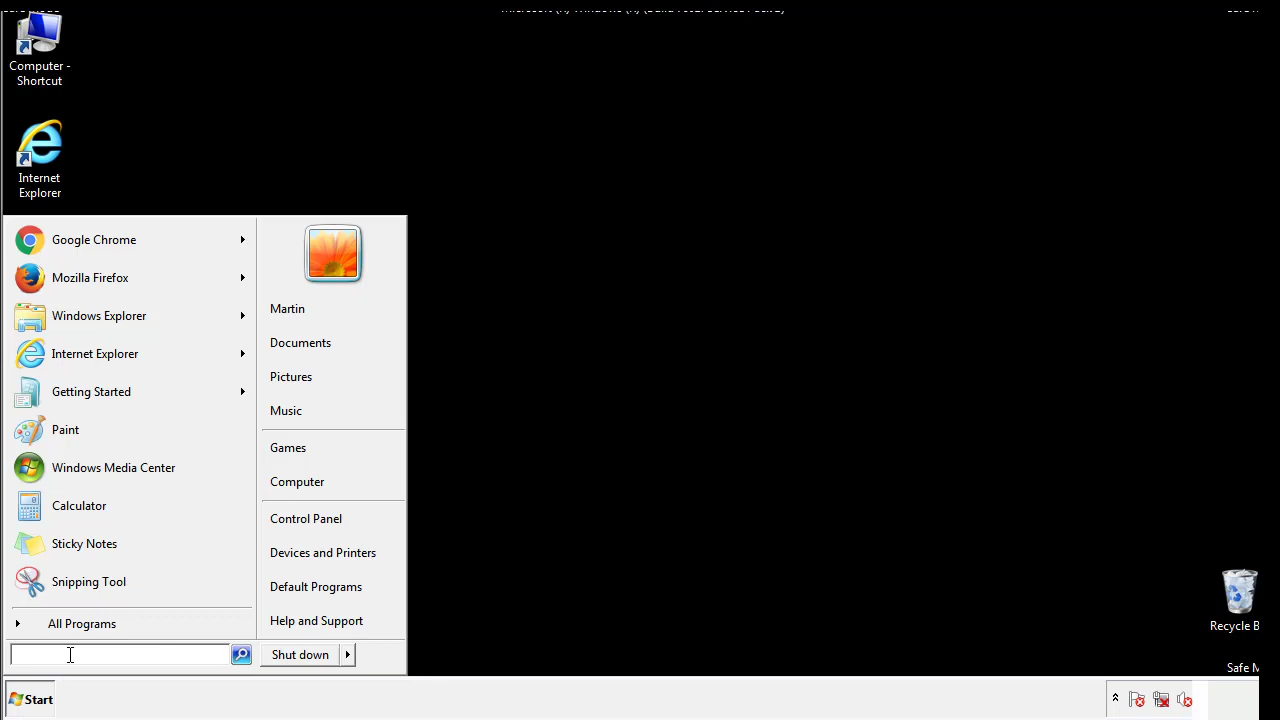 Computer -
Shortcut
Internet
Explorer
Google Chrome
Mozilla Firefox
Windows Explorer
Internet Explorer
Getting Started
Paint
Windows Media Center
Calculator
Sticky Notes
Snipping Tool
All Programs
Martin
Documents
Pictures
Music
Games
Computer
Control Panel
Devices and Printers
Default Programs
Help and Support
Shut down
Recycle B
Safe M
Start